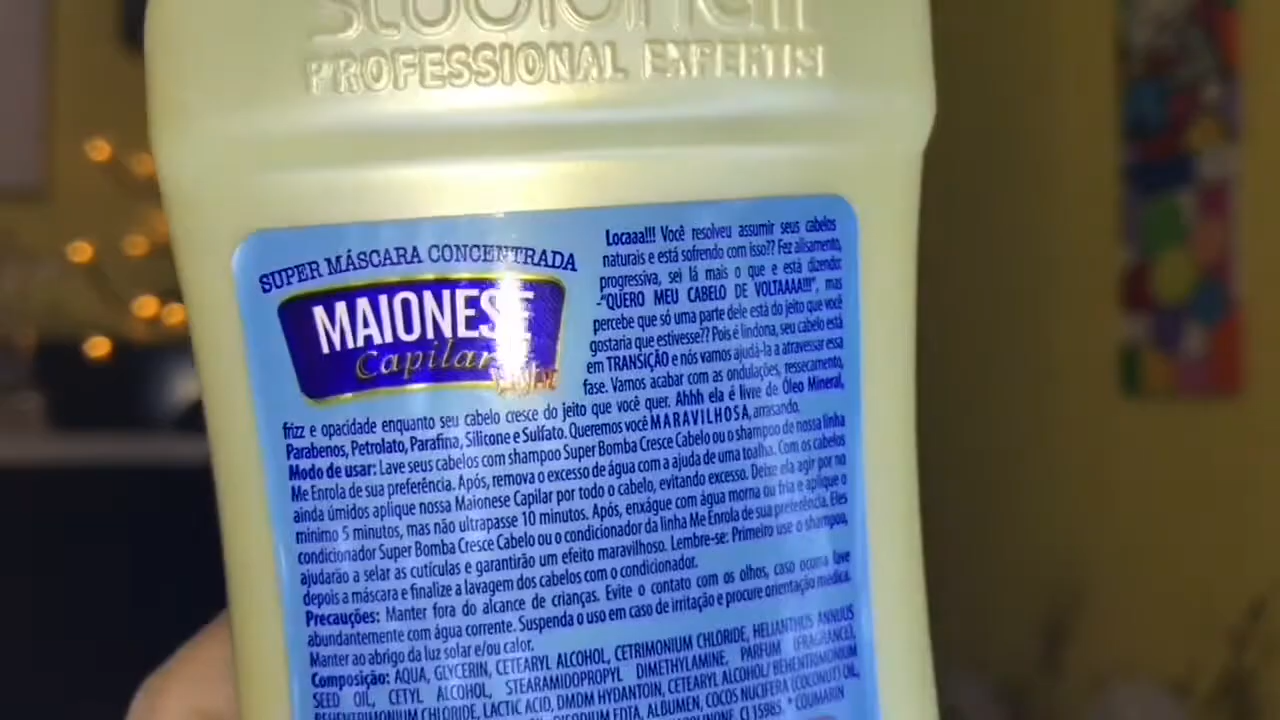 PROFESSIONAL EXPERTISE
SUPER MÁSCARA CONCENTRADA
MAIONESE
Capilar
Light
Locaaa!!! Você resolveu assumir seus cabelos
naturais e está sofrendo com isso?? Fez alisamento,
progressiva, sei lá mais o que e está dizendo:
-"QUERO MEU CABELO DE VOLTAAAA!!!", mas
percebe que só uma parte dele está do jeito que você
gostaria que estivesse?? Pois é lindona, seu cabelo está
em TRANSIÇÃO e nós vamos ajudá-la a atravessar essa
fase. Vamos acabar com as ondulações, ressecamento,
frizz e opacidade enquanto seu cabelo cresce do jeito que você quer. Ahhh ela é livre de Óleo Mineral,
Parabenos, Petrolato, Parafina, Silicone e Sulfato. Queremos você MARAVILHOSA, arrasando.
Modo de usar: Lave seus cabelos com shampoo Super Bomba Cresce Cabelo ou o shampoo de nossa linha
Me Enrola de sua preferência. Após, remova o excesso de água com a ajuda de uma toalha. Com os cabelos
ainda úmidos aplique nossa Maionese Capilar por todo o cabelo, evitando excesso. Deixe ela agir por no
mínimo 5 minutos, mas não ultrapasse 10 minutos. Após, enxágue com água morna ou fria e aplique o
condicionador Super Bomba Cresce Cabelo ou o condicionador da linha Me Enrola de sua preferência. Eles
ajudarão a selar as cutículas e garantirão um efeito maravilhoso. Lembre-se: Primeiro use o shampoo,
depois a máscara e finalize a lavagem dos cabelos com o condicionador.
Precauções: Manter fora do alcance de crianças. Evite o contato com os olhos, caso ocorra lave
abundantemente com água corrente. Suspenda o uso em caso de irritação e procure orientação médica.
Manter ao abrigo da luz solar e/ou calor.
Composição: AQUA, GLYCERIN, CETEARYL ALCOHOL, CETRIMONIUM CHLORIDE, HELIANTHUS ANNUUS
SEED OIL, CETYL ALCOHOL, STEARAMIDOPROPYL DIMETHYLAMINE, PARFUM (FRAGRANCE),
BEHENTRIMONIUM CHLORIDE, LACTIC ACID, DMDM HYDANTOIN, CETEARYL ALCOHOL/ BEHENTRIMONIUM
DISODIUM EDTA, ALBUMEN, COCOS NUCIFERA (COCONUT) OIL,
CI 15985. * COUMARIN